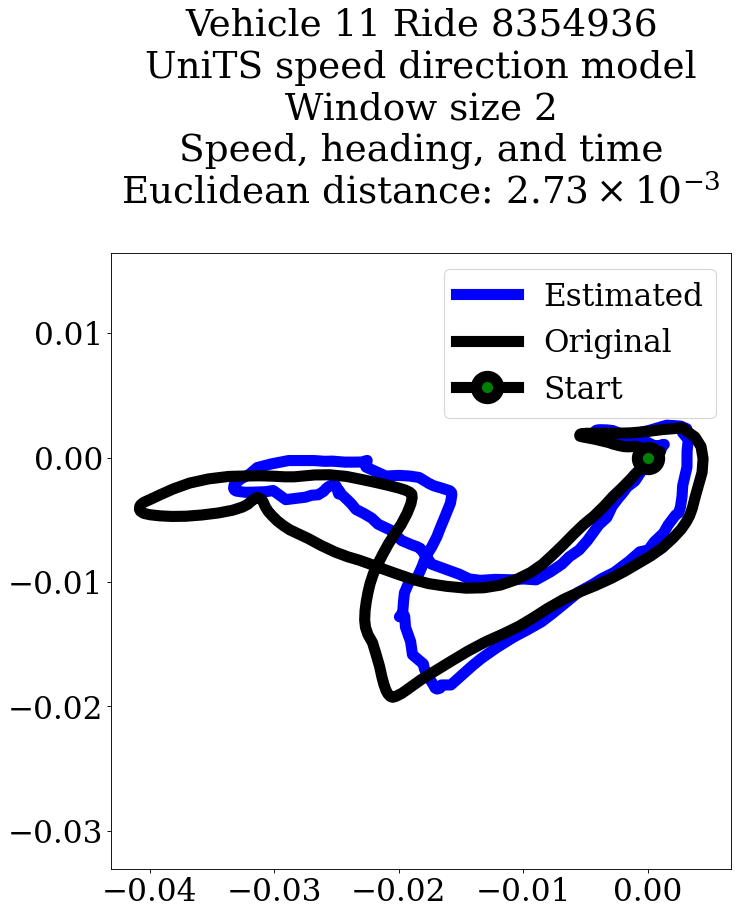 Vehicle 11 Ride 8354936
UniTS speed direction model
Window size 2
Speed, heading, and time
Euclidean distance: 2.73 × 10⁻³
Estimated
Original
Start
0.01
0.00
−0.01
−0.02
−0.03
−0.04 −0.03 −0.02 −0.01 0.00